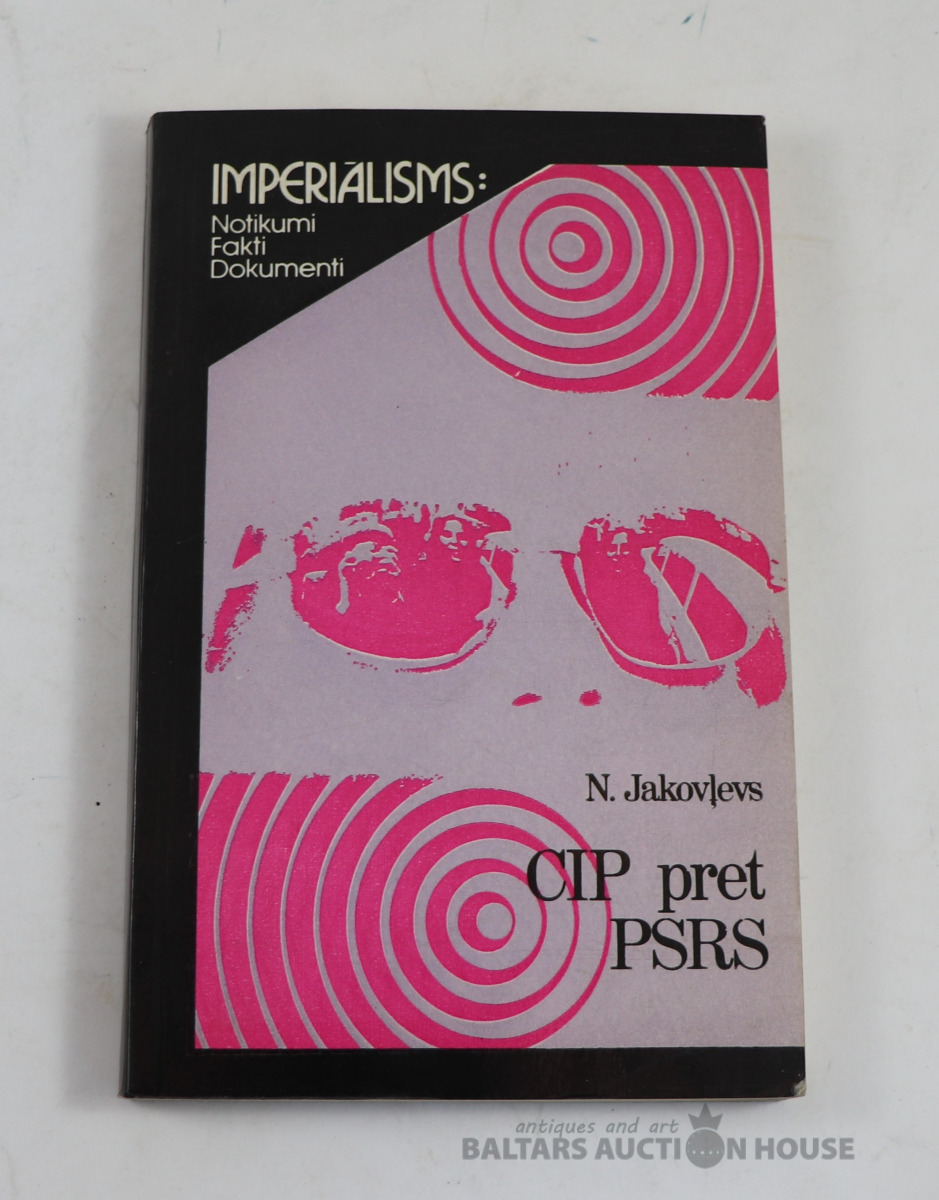 IMPERIĀLISMS:
Notikumi
Fakti
Dokumenti
N. Jakovļevs
CIP pret
PSRS
antiques and art
BALTARS AUCTION HOUSE